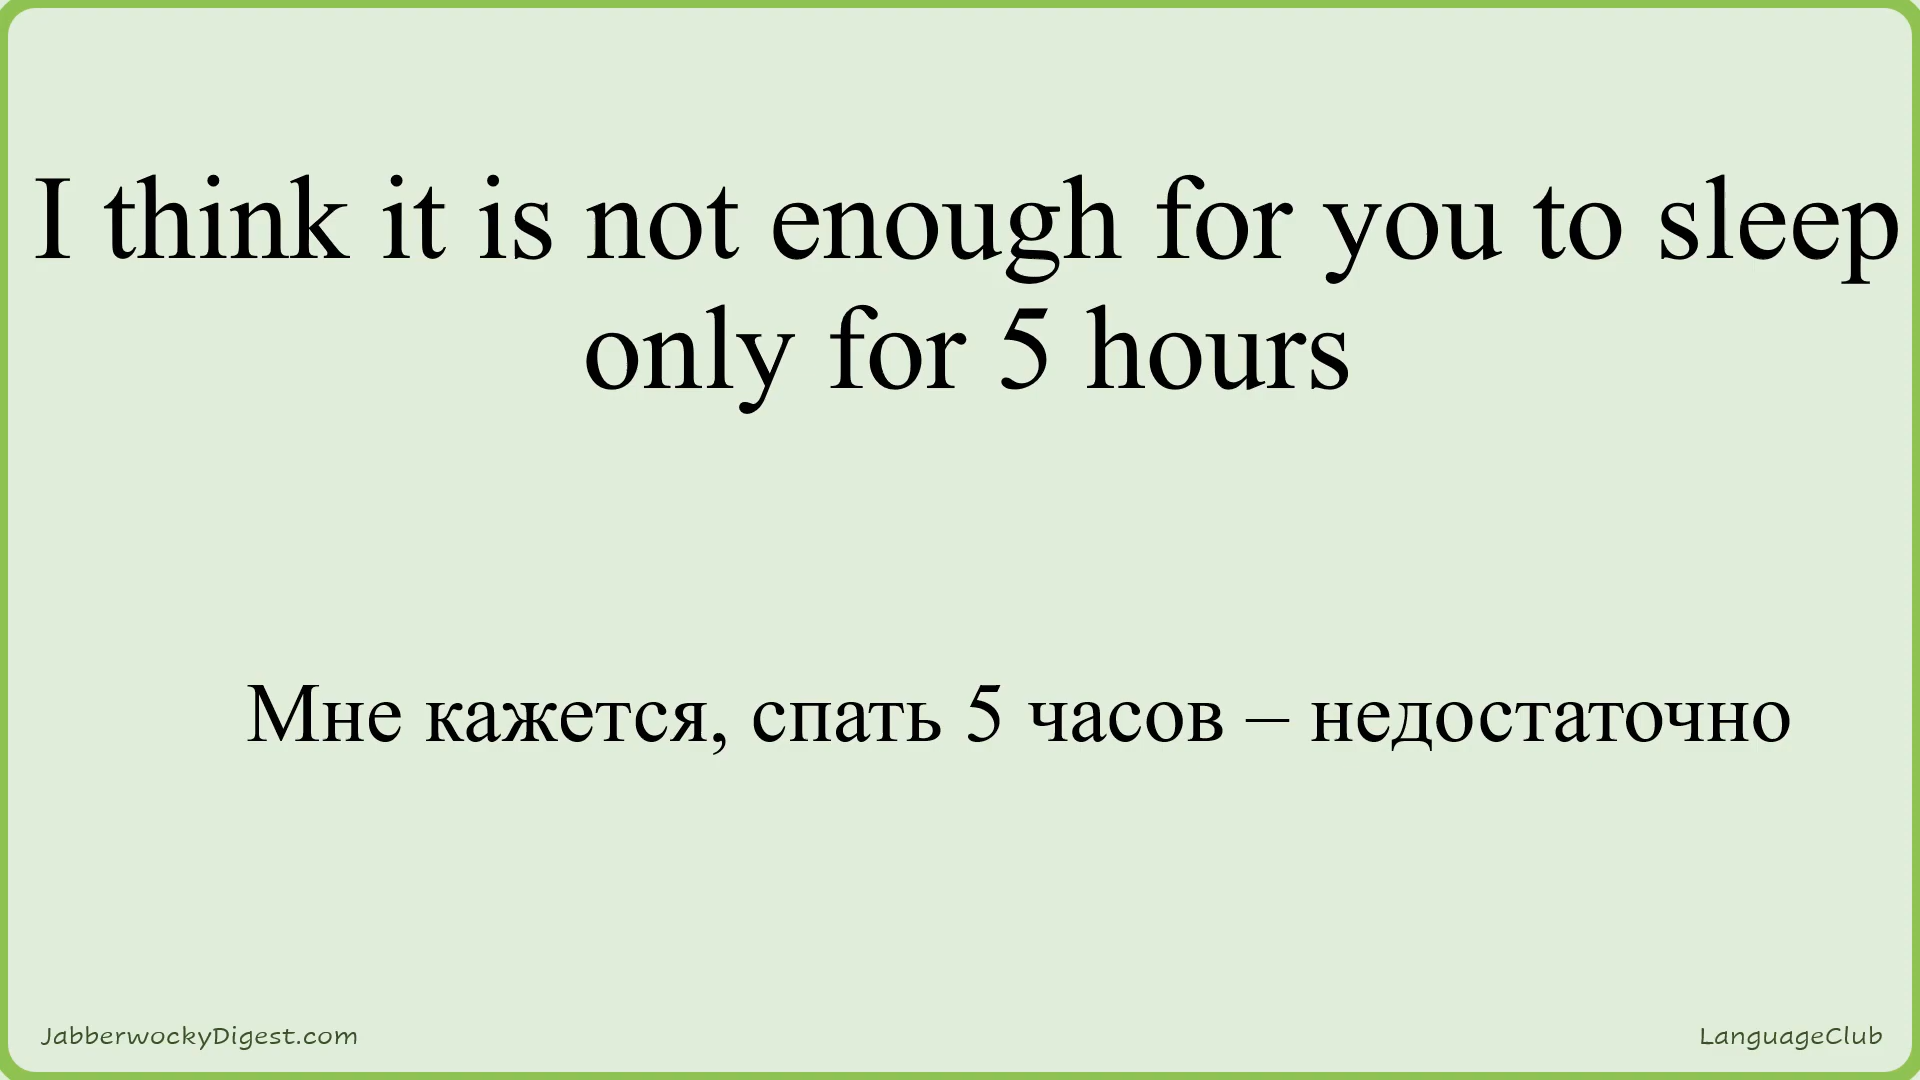 I think it is not enough for you to sleep
only for 5 hours
Мне кажется, спать 5 часов – недостаточно
JabberwockyDigest.com
LanguageClub